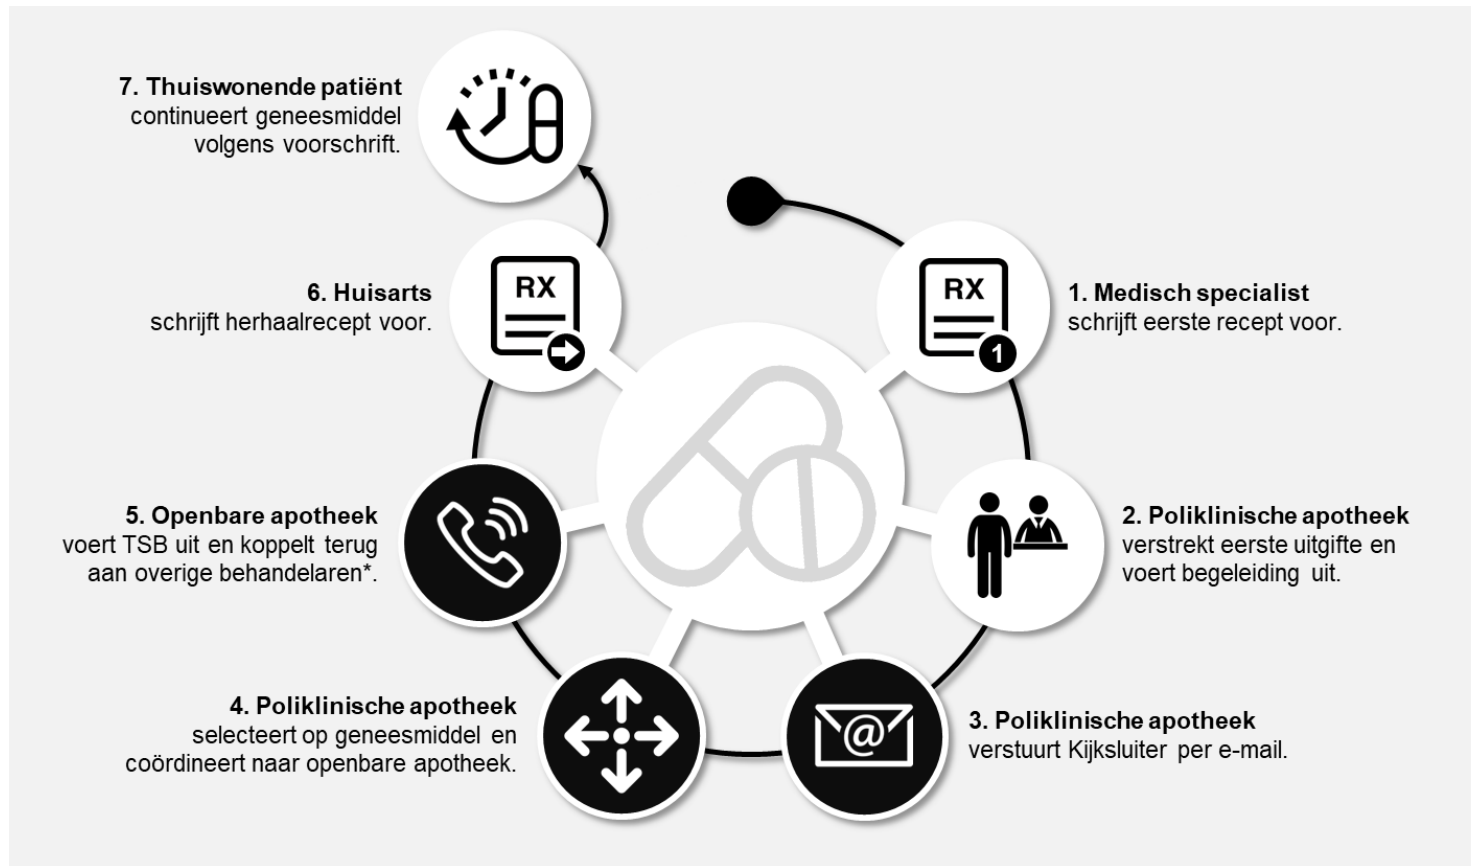 7. Thuiswonende patiënt
continueert geneesmiddel
volgens voorschrift.
6. Huisarts
schrijft herhaalrecept voor.
RX
RX
1
1. Medisch specialist
schrijft eerste recept voor.
5. Openbare apotheek
voert TSB uit en koppelt terug
aan overige behandelaren*.
2. Poliklinische apotheek
verstrekt eerste uitgifte en
voert begeleiding uit.
4. Poliklinische apotheek
selecteert op geneesmiddel en
coördineert naar openbare apotheek.
@
3. Poliklinische apotheek
verstuurt Kijksluiter per e-mail.